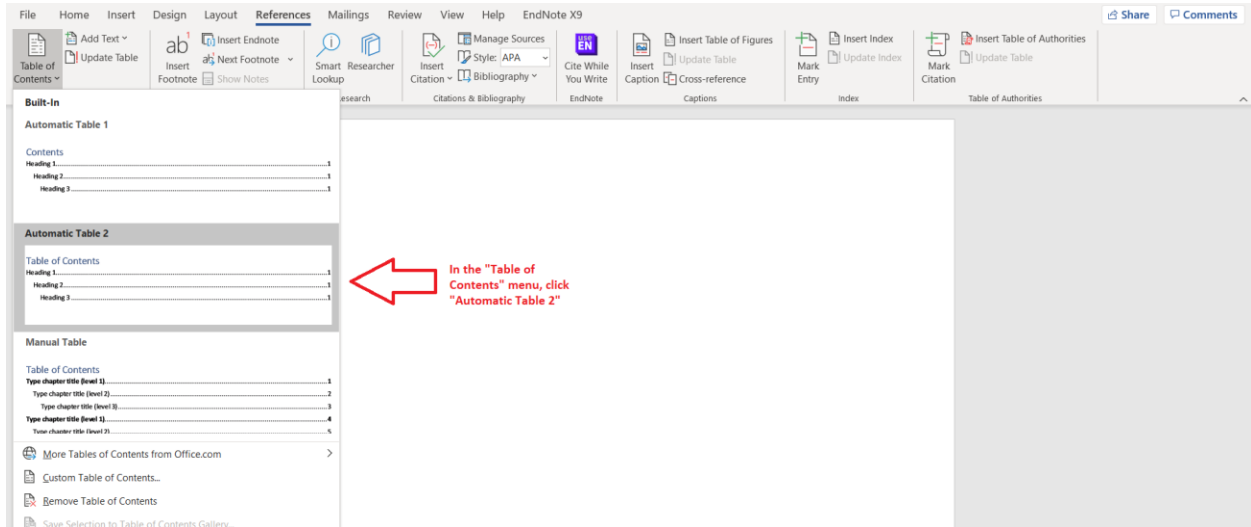 File Home Insert Design Layout References Mailings Review View Help EndNote X9 Share Comments
Table of Contents
Add Text
Update Table
ab1
Insert Footnote
Insert Endnote
Next Footnote
Show Notes
Smart Lookup
Researcher
esearch
Insert Citation
Manage Sources
Style: APA
Bibliography
Citations & Bibliography
USE
EN
Cite While You Write
EndNote
Insert Caption
Insert Table of Figures
Update Table
Cross-reference
Captions
Mark Entry
Insert Index
Update Index
Index
Mark Citation
Insert Table of Authorities
Update Table
Table of Authorities
Built-In
Automatic Table 1
Contents
Heading 1...1
Heading 2...1
Heading 3...1
Automatic Table 2
Table of Contents
Heading 1...1
Heading 2...1
Heading 3...1
In the "Table of
Contents" menu, click
"Automatic Table 2"
Manual Table
Table of Contents
Type chapter title (level 1)...1
Type chapter title (level 2)...2
Type chapter title (level 3)...3
Type chapter title (level 1)...4
Type chapter title (level 2)...5
More Tables of Contents from Office.com
Custom Table of Contents...
Remove Table of Contents
Save Selection to Table of Contents Gallery...